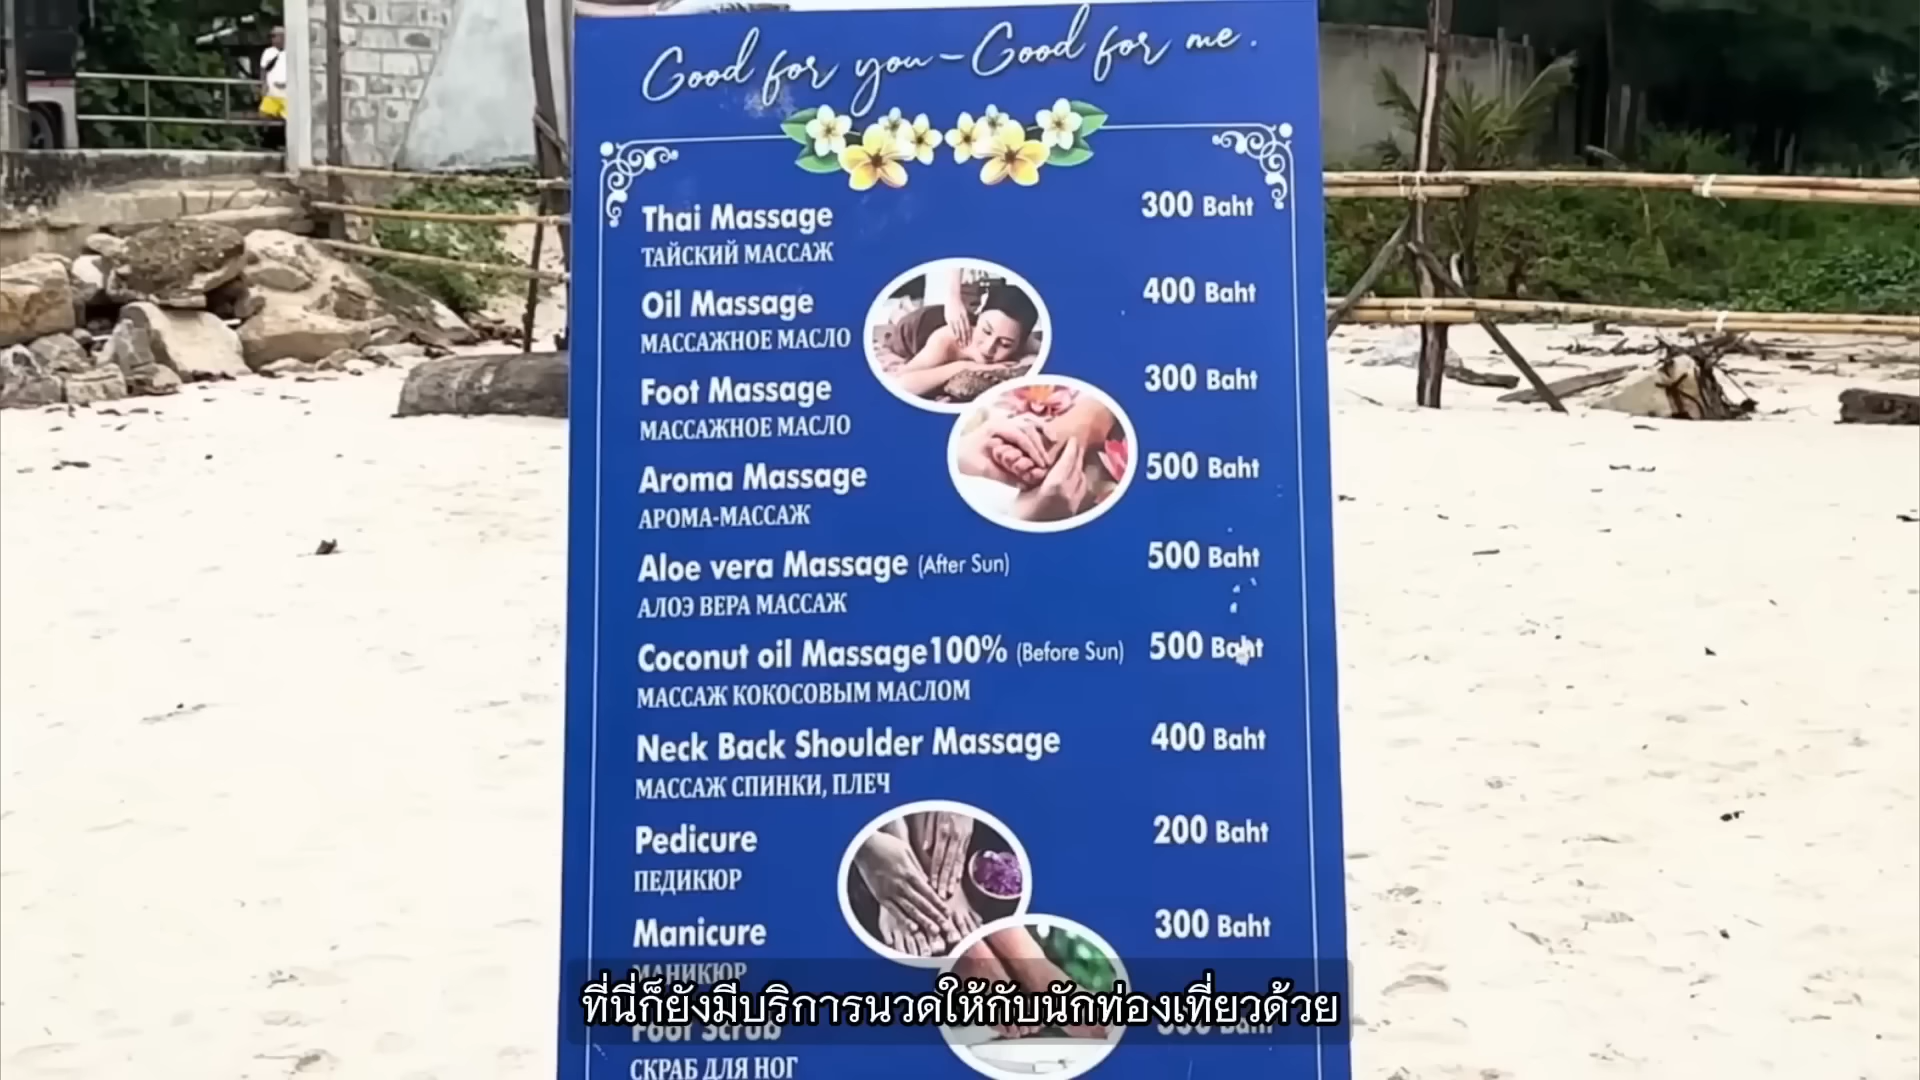 Good for you – Good for me.
Thai Massage 300 Baht
ТАЙСКИЙ МАССАЖ
Oil Massage 400 Baht
МАССАЖНОЕ МАСЛО
Foot Massage 300 Baht
МАССАЖНОЕ МАСЛО
Aroma Massage 500 Baht
АРОМА-МАССАЖ
Aloe vera Massage (After Sun) 500 Baht
АЛОЭ ВЕРА МАССАЖ
Coconut oil Massage100% (Before Sun) 500 Baht
МАССАЖ КОКОСОВЫМ МАСЛОМ
Neck Back Shoulder Massage 400 Baht
МАССАЖ СПИНКИ, ПЛЕЧ
Pedicure 200 Baht
ПЕДИКЮР
Manicure 300 Baht
МАНИКЮР
ที่นี่ก็ยังมีบริการนวดให้กับนักท่องเที่ยวด้วย
Foot Scrub Baht
СКРАБ ДЛЯ НОГ